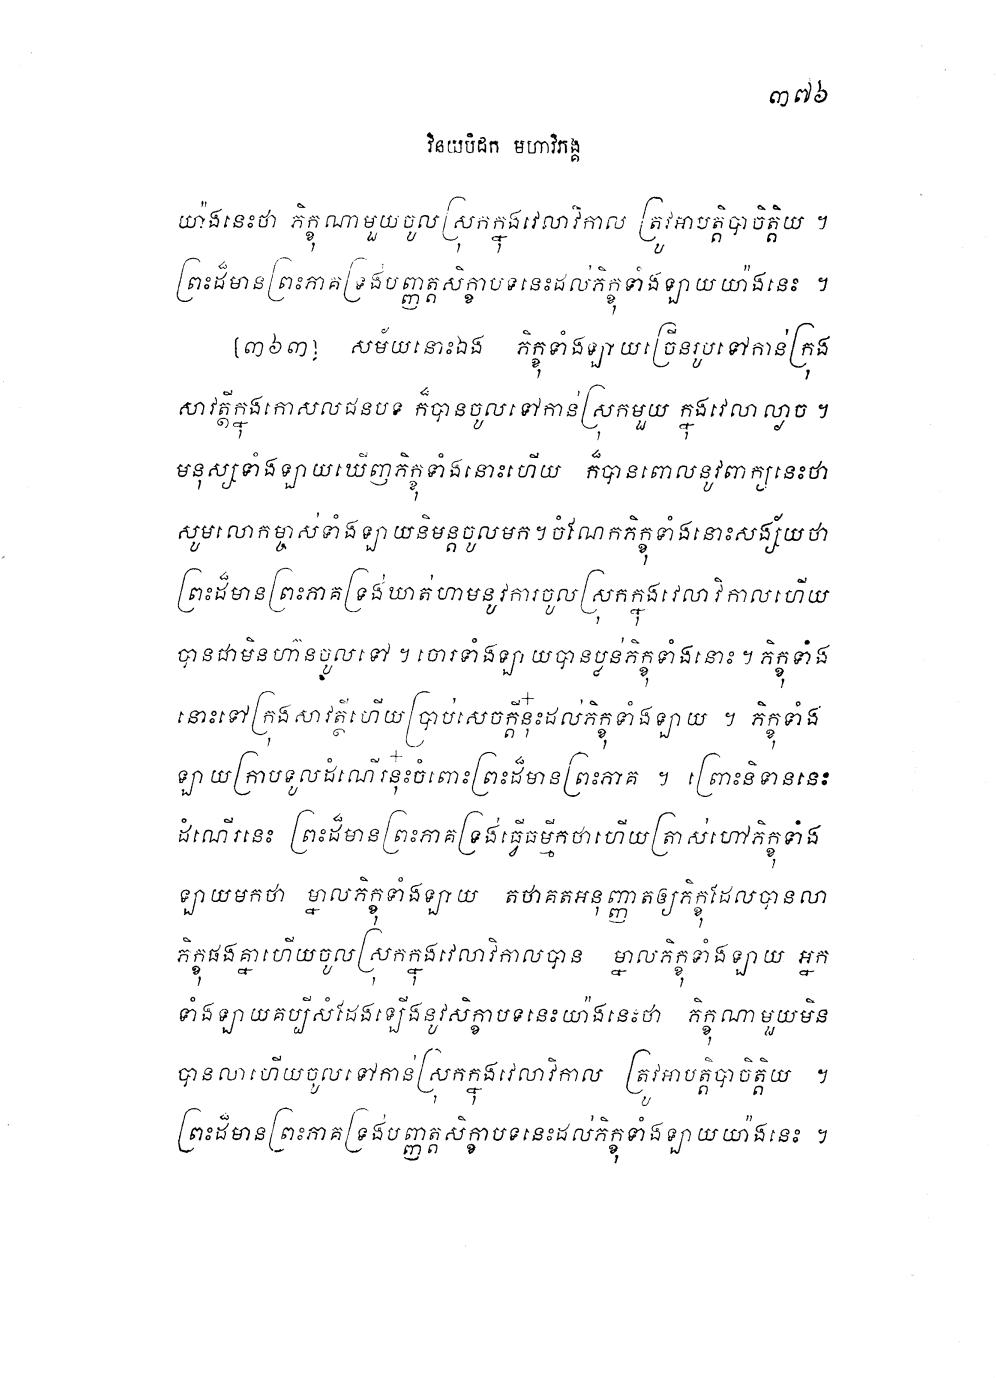 ៣៧៦
វិនយបិដក មហាវិភង្គ
យ៉ាងនេះថា ភិក្ខុណាមួយចូលស្រុកក្នុងវេលាវិកាល ត្រូវអាបត្តិបាចិត្តិយ ។
ព្រះដ៏មានព្រះភាគទ្រង់បញ្ញត្តសិក្ខាបទនេះដល់ភិក្ខុទាំងឡាយយ៉ាងនេះ ។
[៣៦៣] សម័យនោះឯង ភិក្ខុទាំងឡាយច្រើនរូបទៅកាន់ក្រុង
សាវត្ថីក្នុងកោសលជនបទ ក៏បានចូលទៅកាន់ស្រុកមួយ ក្នុងវេលាល្ងាច ។
មនុស្សទាំងឡាយឃើញភិក្ខុទាំងនោះហើយ ក៏បានពោលនូវពាក្យនេះថា
សូមលោកម្ចាស់ទាំងឡាយនិមន្តចូលមក ។ ចំណែកភិក្ខុទាំងនោះសង្ស័យថា
ព្រះដ៏មានព្រះភាគទ្រង់ឃាត់ហាមនូវការចូលស្រុកក្នុងវេលាវិកាលហើយ
បានជាមិនហ៊ានចូលទៅ ។ ចោរទាំងឡាយបានប្លន់ភិក្ខុទាំងនោះ ។ ភិក្ខុទាំង
នោះទៅក្រុងសាវត្ថីហើយប្រាប់សេចក្តីនុ៎ះដល់ភិក្ខុទាំងឡាយ ។ ភិក្ខុទាំង
ឡាយក្រាបទូលដំណើរនុ៎ះចំពោះព្រះដ៏មានព្រះភាគ ។ ព្រោះនិទាននេះ
ដំណើរនេះ ព្រះដ៏មានព្រះភាគទ្រង់ធ្វើធម្មីកថាហើយត្រាស់ហៅភិក្ខុទាំង
ឡាយមកថា ម្នាលភិក្ខុទាំងឡាយ តថាគតអនុញ្ញាតឲ្យភិក្ខុដែលបានលា
ភិក្ខុផងគ្នាហើយចូលស្រុកក្នុងវេលាវិកាលបាន ម្នាលភិក្ខុទាំងឡាយ អ្នក
ទាំងឡាយគប្បីសំដែងឡើងនូវសិក្ខាបទនេះយ៉ាងនេះថា ភិក្ខុណាមួយមិន
បានលាហើយចូលទៅកាន់ស្រុកក្នុងវេលាវិកាល ត្រូវអាបត្តិបាចិត្តិយ ។
ព្រះដ៏មានព្រះភាគទ្រង់បញ្ញត្តសិក្ខាបទនេះដល់ភិក្ខុទាំងឡាយយ៉ាងនេះ ។